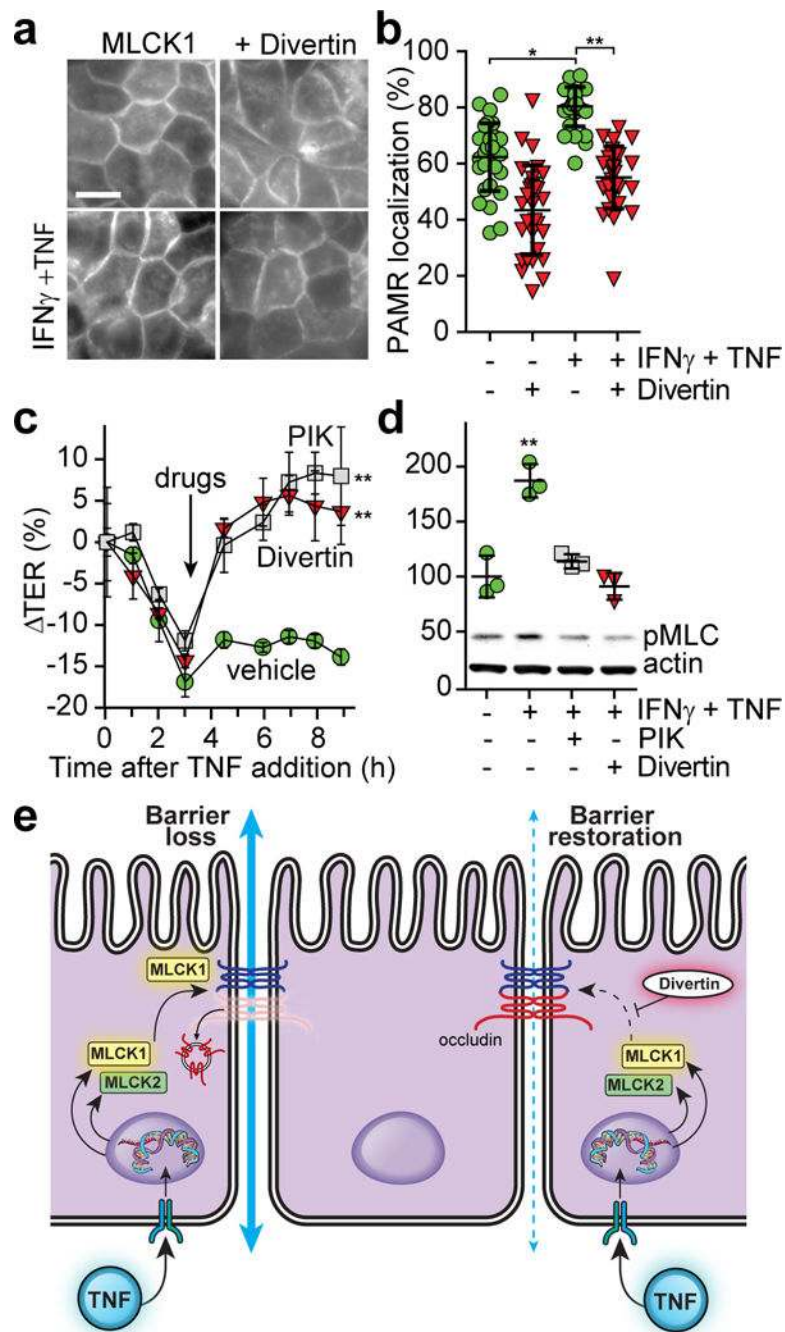 a
MLCK1 + Divertin
IFNγ +TNF
b
PAMR localization (%)
100
80
60
40
20
0
* **
- - + + IFNγ + TNF
- + - + Divertin
c
ΔTER (%)
10
5
0
-5
-10
-15
-20
drugs
PIK
**
**
Divertin
vehicle
0 2 4 6 8
Time after TNF addition (h)
d
200
150
100
50
0
**
pMLC
actin
- + + + IFNγ + TNF
- - + - PIK
- - - + Divertin
e
Barrier
loss
Barrier
restoration
MLCK1
MLCK1
MLCK2
TNF
occludin
Divertin
MLCK1
MLCK2
TNF